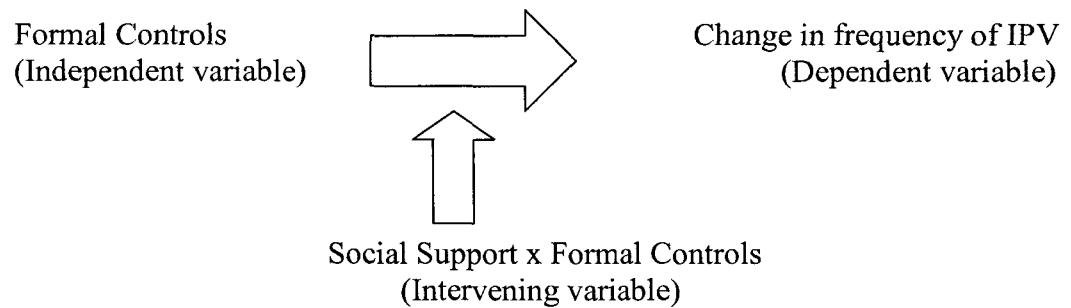 Formal Controls
(Independent variable)
Change in frequency of IPV
(Dependent variable)
Social Support x Formal Controls
(Intervening variable)